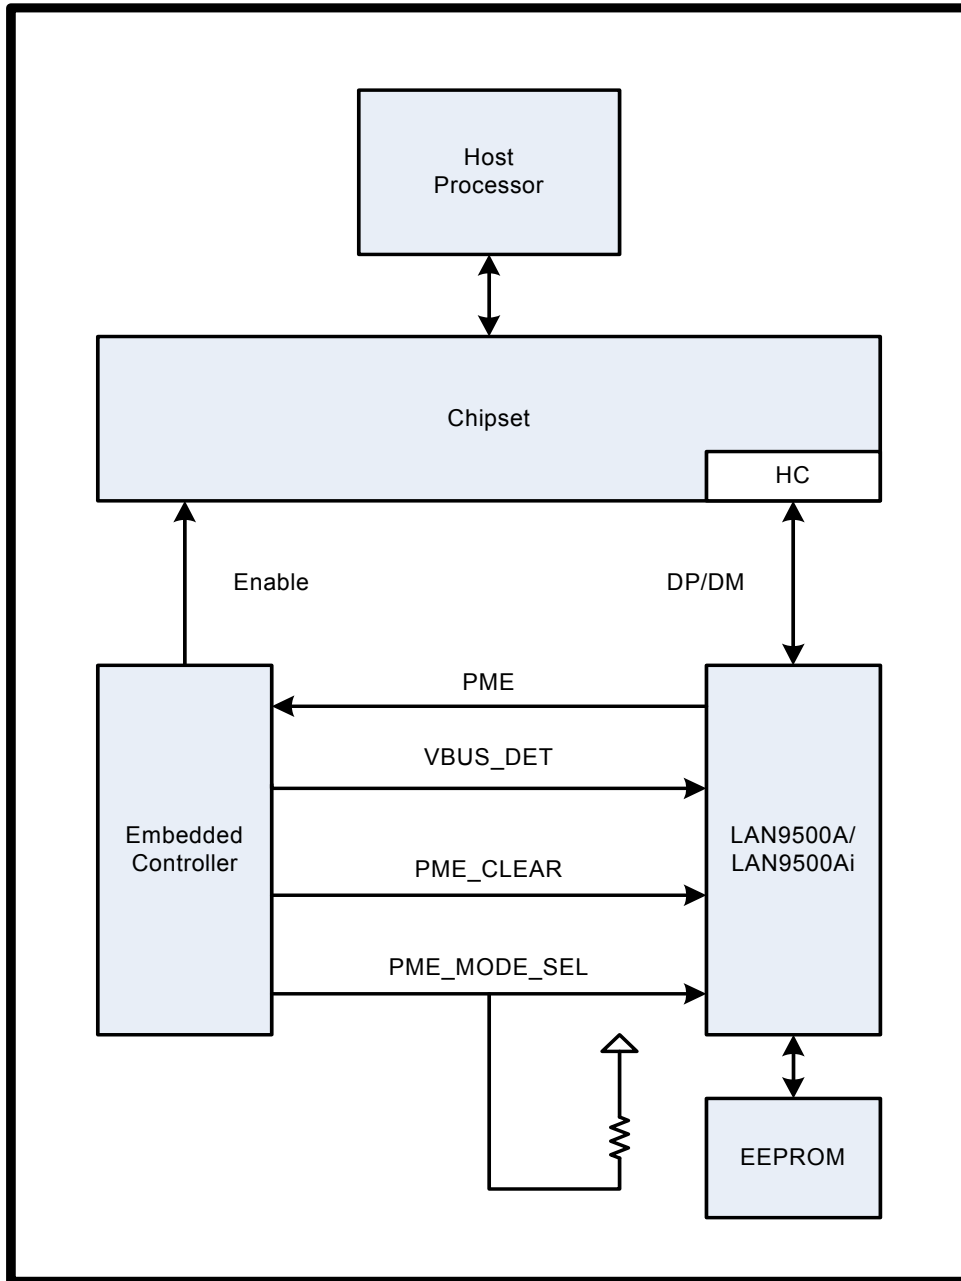 Host
Processor
Chipset
HC
Enable
DP/DM
PME
VBUS_DET
Embedded
Controller
LAN9500A/
LAN9500Ai
PME_CLEAR
PME_MODE_SEL
EEPROM